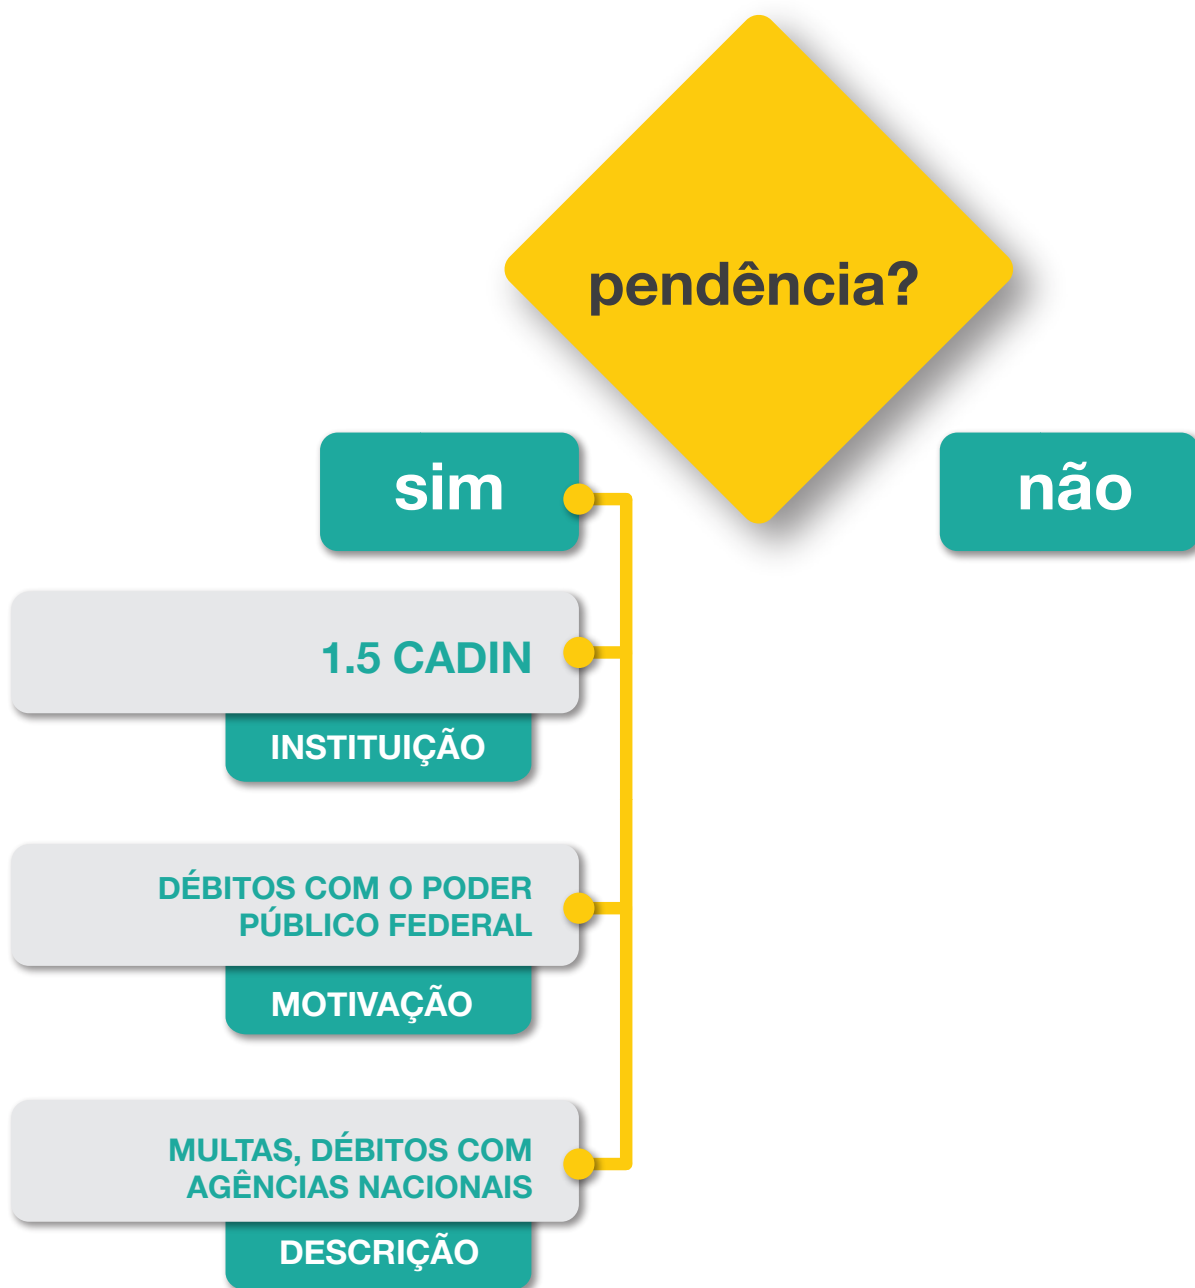 pendência?
sim
não
1.5 CADIN
INSTITUIÇÃO
DÉBITOS COM O PODER
PÚBLICO FEDERAL
MOTIVAÇÃO
MULTAS, DÉBITOS COM
AGÊNCIAS NACIONAIS
DESCRIÇÃO